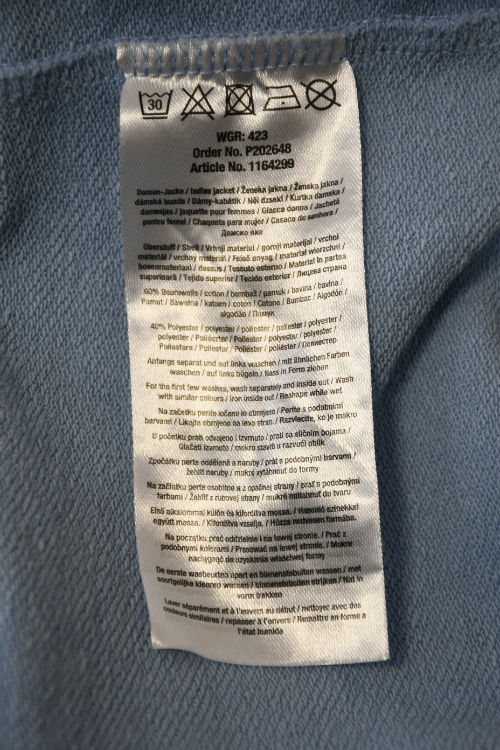 30
WGR: 423
Order No. P202648
Article No. 1164299
Damen-Jacke / ladies jacket / Ženska jakna / Žensko jakna /
dámská bunda / Dámy-kabátik / Női dzseki / Kurtka damska /
damesjas / jaquette pour femmes / Giacca donna / Jachetă
pentru femei / Chaqueta para mujer / Casaca de senhora /
Дамско яке
Oberstoff / Shell / Vrhnji material / gornji materijal / vrchní
materiál / vrchný materiál / Felső anyag / materiał wierzchni /
bovenmateriaal / dessus / Tessuto esterno / Material in partea
superioară / Tejido superior / Tecido exterior / Лицева страна
60% Baumwolle / cotton / bombaž / pamuk / bavlna / bavlna /
Pamut / Bawełna / katoen / coton / Cotone / Bumbac / Algodón /
algodão / Памук
40% Polyester / polyester / poliester / poliester / polyester /
polyester / Poliészter / Poliester / polyester / polyester /
Poliestere / Poliester / Poliéster / poliéster / Полиестер
Anfangs separat und auf links waschen / mit ähnlichen Farben
waschen / auf links bügeln / Nass in Form ziehen
For the first few washes, wash separately and inside out / Wash
with similar colours / Iron inside out / Reshape while wet
Na začetku perite ločeno in obrnjeno / Perite s podobnimi
barvami / Likajte obrnjeno na levo stran / Raztvlecite, ko je mokro
U početku prati odvojeno i izvrnuto / prati sa sličnim bojama /
Glačati izvrnuto / mokro staviti u razvući oblik
Zpočátku perte odděleně a naruby / prát s podobnými barvami /
žehlit naruby / mokré vytáhnout do formy
Na začiatku perte osobitne a z opačnej strany / prať s podobnými
farbami / Žehliť z rubovej strany / mokré natiahnuť do tvaru
Első alkalommal külön és kifordítva mossa. / Hasonló színekkel
együtt mossa. / Kifordítva vasalja. / Húzza nedvesen formába.
Na początku prać oddzielnie i na lewej stronie. / Prać z
podobnymi kolorami / Prasować na lewej stronie. / Mokre
naciągnąć do uzyskania właściwej formy
De eerste wasbeurten apart en binnenstebuiten wassen / met
soortgelijke kleuren wassen / binnenstebuiten strijken / Nat in
vorm trekken
Laver séparément et à l'envers au début / nettoyer avec des
couleurs similaires / repasser à l'envers / Remettre en forme à
l'état humide